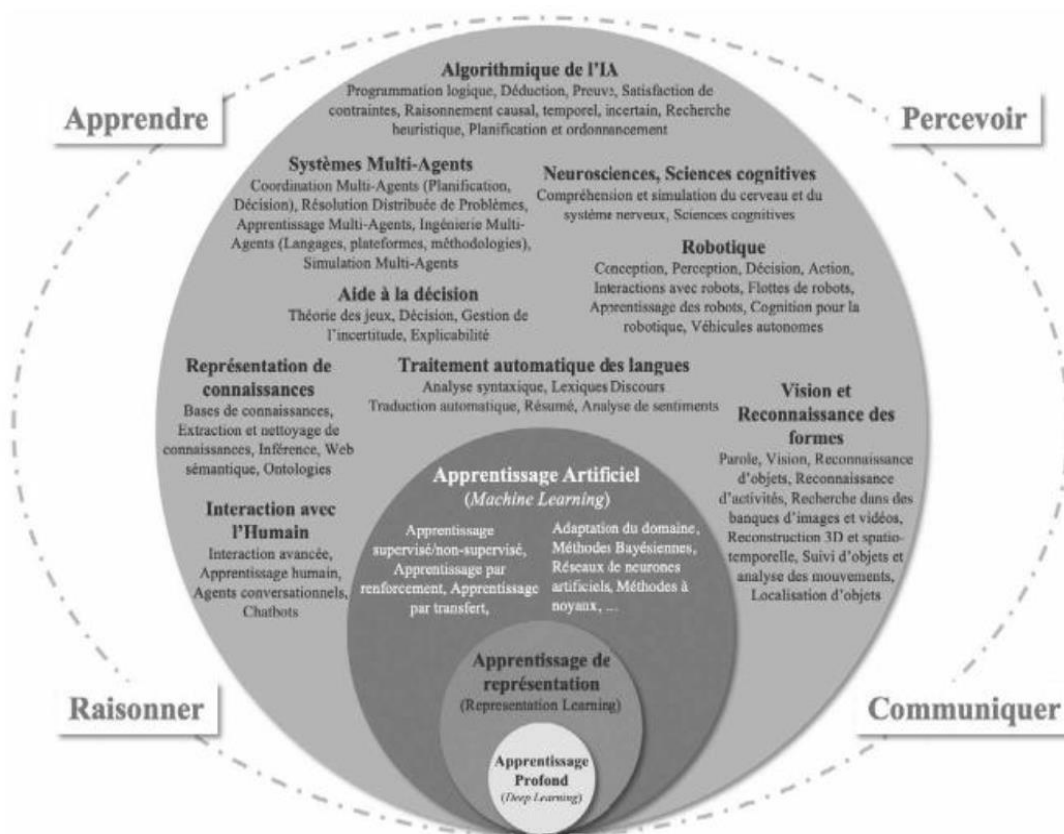 Algorithmique de l'IA
Programmation logique, Déduction, Preuve, Satisfaction de
contraintes, Raisonnement causal, temporel, incertain, Recherche
heuristique, Planification et ordonnancement
Apprendre
Percevoir
Systèmes Multi-Agents
Coordination Multi-Agents (Planification,
Décision), Résolution Distribuée de Problèmes,
Apprentissage Multi-Agents, Ingénierie Multi-
Agents (Langages, plateformes, méthodologies),
Simulation Multi-Agents
Neurosciences, Sciences cognitives
Compréhension et simulation du cerveau et du
système nerveux, Sciences cognitives
Robotique
Conception, Perception, Décision, Action,
Interactions avec robots, Flottes de robots,
Apprentissage des robots, Cognition pour la
robotique, Véhicules autonomes
Aide à la décision
Théorie des jeux, Décision, Gestion de
l'incertitude, Explicabilité
Représentation de
connaissances
Bases de connaissances,
Extraction et nettoyage de
connaissances, Inférence, Web
sémantique, Ontologies
Traitement automatique des langues
Analyse syntaxique, Lexiques Discours
Traduction automatique, Résumé, Analyse de sentiments
Vision et
Reconnaissance des
formes
Parole, Vision, Reconnaissance
d'objets, Reconnaissance
d'activités, Recherche dans des
banques d'images et vidéos,
Reconstruction 3D et spatio-
temporelle, Suivi d'objets et
analyse des mouvements,
Localisation d'objets
Interaction avec
l'Humain
Interaction avancée,
Apprentissage humain,
Agents conversationnels,
Chatbots
Apprentissage Artificiel
(Machine Learning)
Apprentissage
supervisé/non-supervisé,
Apprentissage par
renforcement, Apprentissage
par transfert,
Adaptation du domaine,
Méthodes Bayésiennes,
Réseaux de neurones
artificiels, Méthodes à
noyaux, ...
Apprentissage de
représentation
(Representation Learning)
Apprentissage
Profond
(Deep Learning)
Raisonner
Communiquer